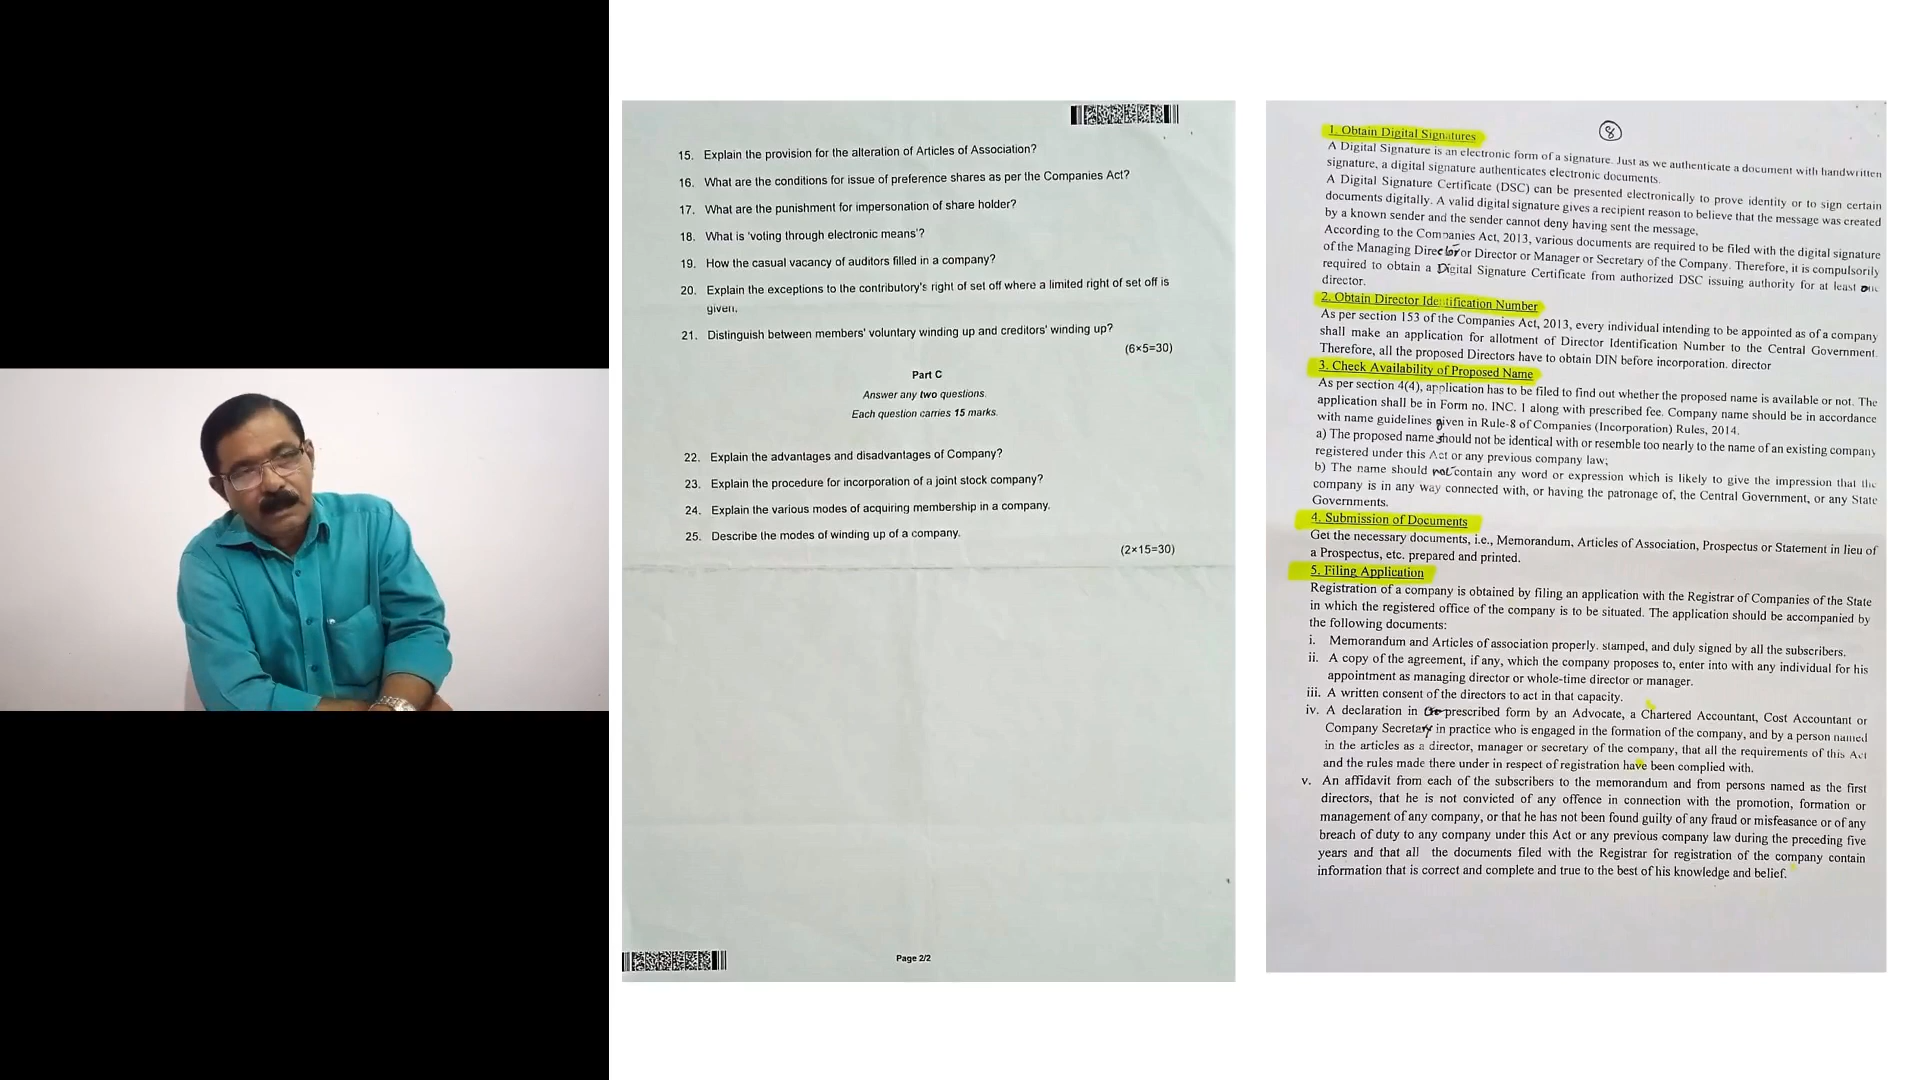 15. Explain the provision for the alteration of Articles of Association?
16. What are the conditions for issue of preference shares as per the Companies Act?
17. What are the punishment for impersonation of share holder?
18. What is 'voting through electronic means'?
19. How the casual vacancy of auditors filled in a company?
20. Explain the exceptions to the contributory's right of set off where a limited right of set off is
given.
21. Distinguish between members' voluntary winding up and creditors' winding up?
(6×5=30)
Part C
Answer any two questions.
Each question carries 15 marks.
22. Explain the advantages and disadvantages of Company?
23. Explain the procedure for incorporation of a joint stock company?
24. Explain the various modes of acquiring membership in a company.
25. Describe the modes of winding up of a company.
(2×15=30)
Page 2/2
8
1. Obtain Digital Signatures
A Digital Signature is an electronic form of a signature. Just as we authenticate a document with handwritten
signature, a digital signature authenticates electronic documents.
A Digital Signature Certificate (DSC) can be presented electronically to prove identity or to sign certain
documents digitally. A valid digital signature gives a recipient reason to believe that the message was created
by a known sender and the sender cannot deny having sent the message.
According to the Companies Act, 2013, various documents are required to be filed with the digital signature
of the Managing Director or Director or Manager or Secretary of the Company. Therefore, it is compulsorily
required to obtain a Digital Signature Certificate from authorized DSC issuing authority for at least one
director.
2. Obtain Director Identification Number
As per section 153 of the Companies Act, 2013, every individual intending to be appointed as of a company
shall make an application for allotment of Director Identification Number to the Central Government.
Therefore, all the proposed Directors have to obtain DIN before incorporation. director
3. Check Availability of Proposed Name
As per section 4(4), application has to be filed to find out whether the proposed name is available or not. The
application shall be in Form no. INC. 1 along with prescribed fee. Company name should be in accordance
with name guidelines given in Rule-8 of Companies (Incorporation) Rules, 2014.
a) The proposed name should not be identical with or resemble too nearly to the name of an existing company
registered under this Act or any previous company law;
b) The name should not contain any word or expression which is likely to give the impression that the
company is in any way connected with, or having the patronage of, the Central Government, or any State
Governments.
4. Submission of Documents
Get the necessary documents, i.e., Memorandum, Articles of Association, Prospectus or Statement in lieu of
a Prospectus, etc. prepared and printed.
5. Filing Application
Registration of a company is obtained by filing an application with the Registrar of Companies of the State
in which the registered office of the company is to be situated. The application should be accompanied by
the following documents:
i. Memorandum and Articles of association properly. stamped, and duly signed by all the subscribers.
ii. A copy of the agreement, if any, which the company proposes to, enter into with any individual for his
appointment as managing director or whole-time director or manager.
iii. A written consent of the directors to act in that capacity.
iv. A declaration in prescribed form by an Advocate, a Chartered Accountant, Cost Accountant or
Company Secretary in practice who is engaged in the formation of the company, and by a person named
in the articles as a director, manager or secretary of the company, that all the requirements of this Act
and the rules made there under in respect of registration have been complied with.
v. An affidavit from each of the subscribers to the memorandum and from persons named as the first
directors, that he is not convicted of any offence in connection with the promotion, formation or
management of any company, or that he has not been found guilty of any fraud or misfeasance or of any
breach of duty to any company under this Act or any previous company law during the preceding five
years and that all the documents filed with the Registrar for registration of the company contain
information that is correct and complete and true to the best of his knowledge and belief.